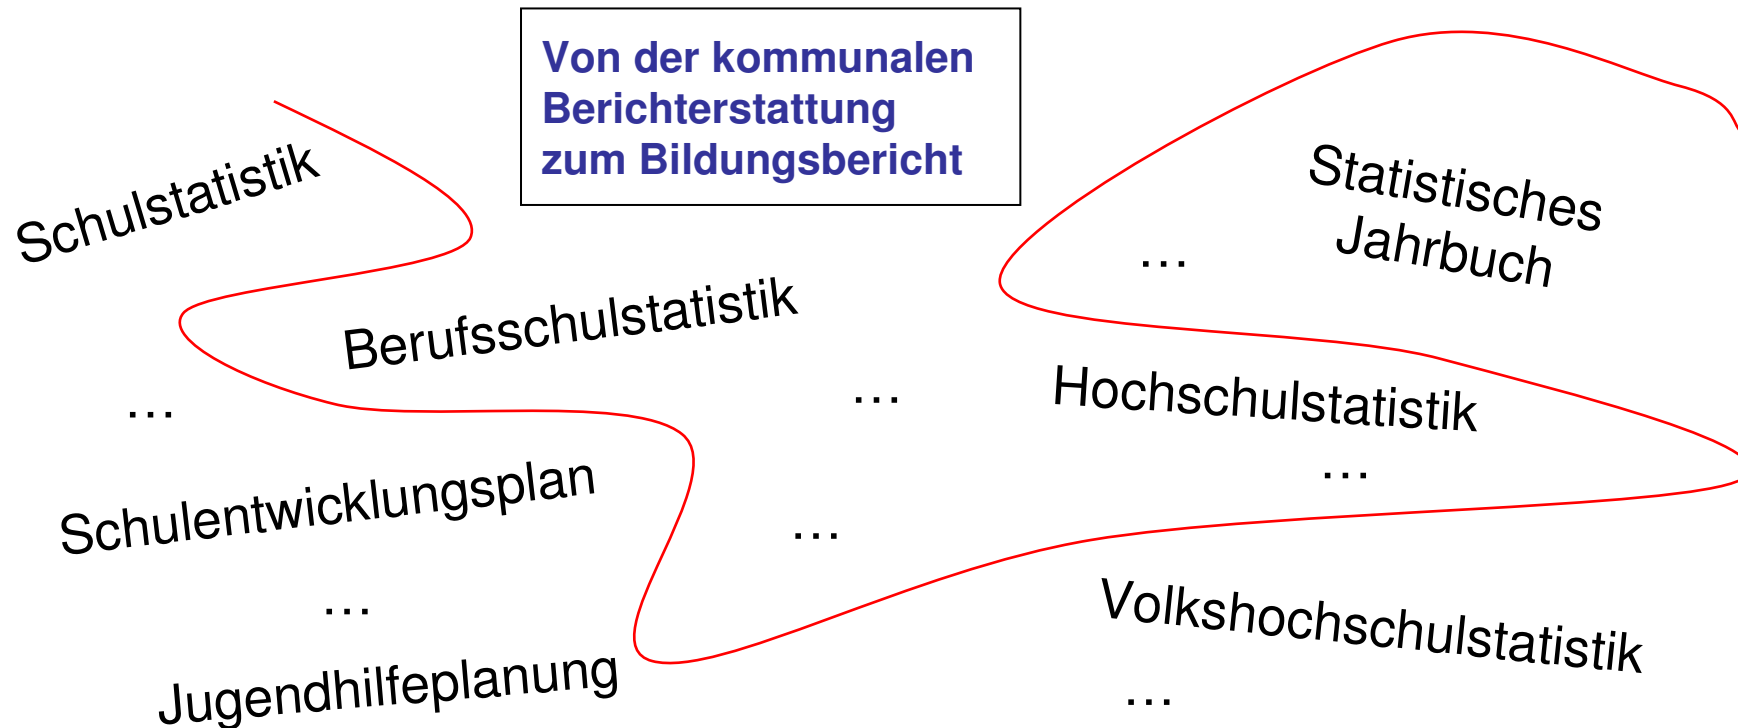 Von der kommunalen
Berichterstattung
zum Bildungsbericht
Schulstatistik
Statistisches
Jahrbuch
…
Berufsschulstatistik
…
…
Hochschulstatistik
…
Schulentwicklungsplan
…
…
Volkshochschulstatistik
Jugendhilfeplanung
…